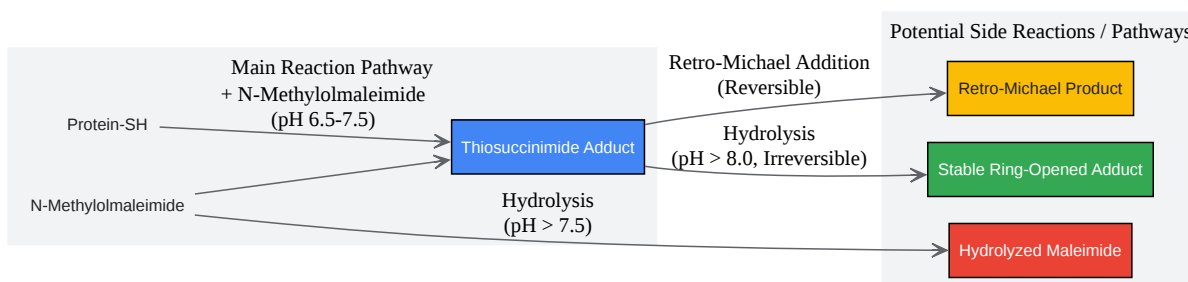 Potential Side Reactions / Pathways
Main Reaction Pathway
+ N-Methylolmaleimide
(pH 6.5-7.5)
Retro-Michael Addition
(Reversible)
Retro-Michael Product
Protein-SH
Thiosuccinimide Adduct
Hydrolysis
(pH > 8.0, Irreversible)
Stable Ring-Opened Adduct
N-Methylolmaleimide
Hydrolysis
(pH > 7.5)
Hydrolyzed Maleimide